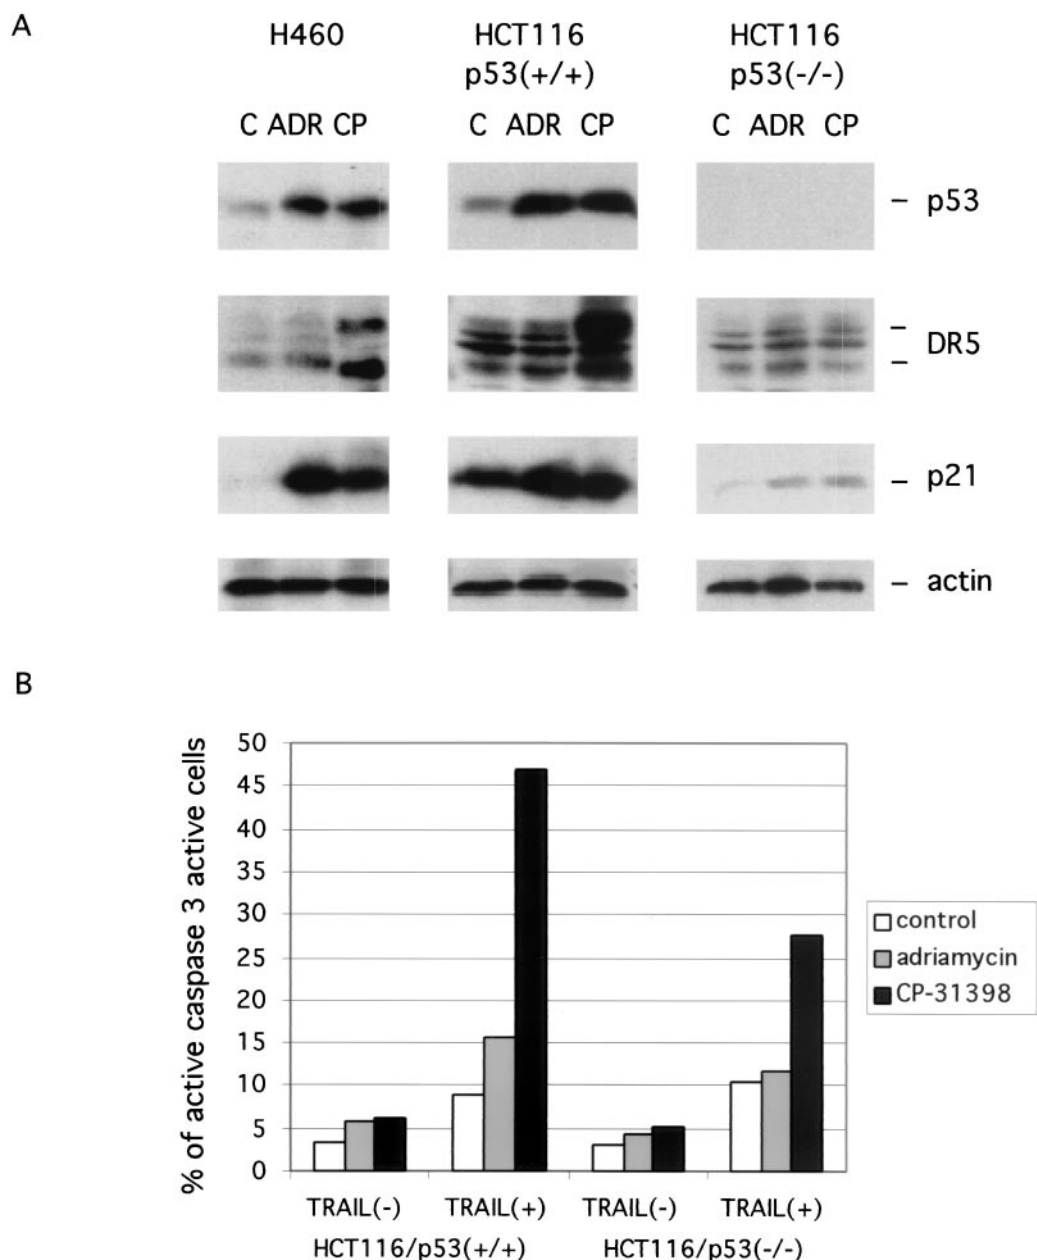 A
H460
HCT116
p53(+/+)
HCT116
p53(-/-)
C ADR CP
C ADR CP
C ADR CP
– p53
– DR5
–
– p21
– actin
B
% of active caspase 3 active cells
50
45
40
35
30
25
20
15
10
5
0
TRAIL(-)
TRAIL(+)
TRAIL(-)
TRAIL(+)
HCT116/p53(+/+)
HCT116/p53(-/-)
control
adriamycin
CP-31398